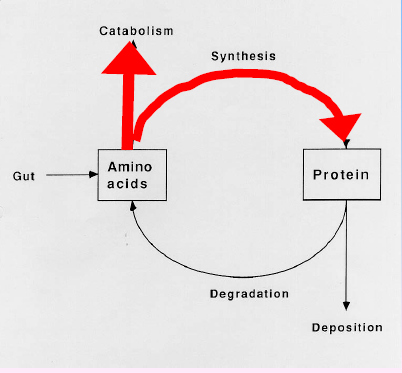 Catabolism
Synthesis
Gut
Amino
acids
Protein
Degradation
Deposition